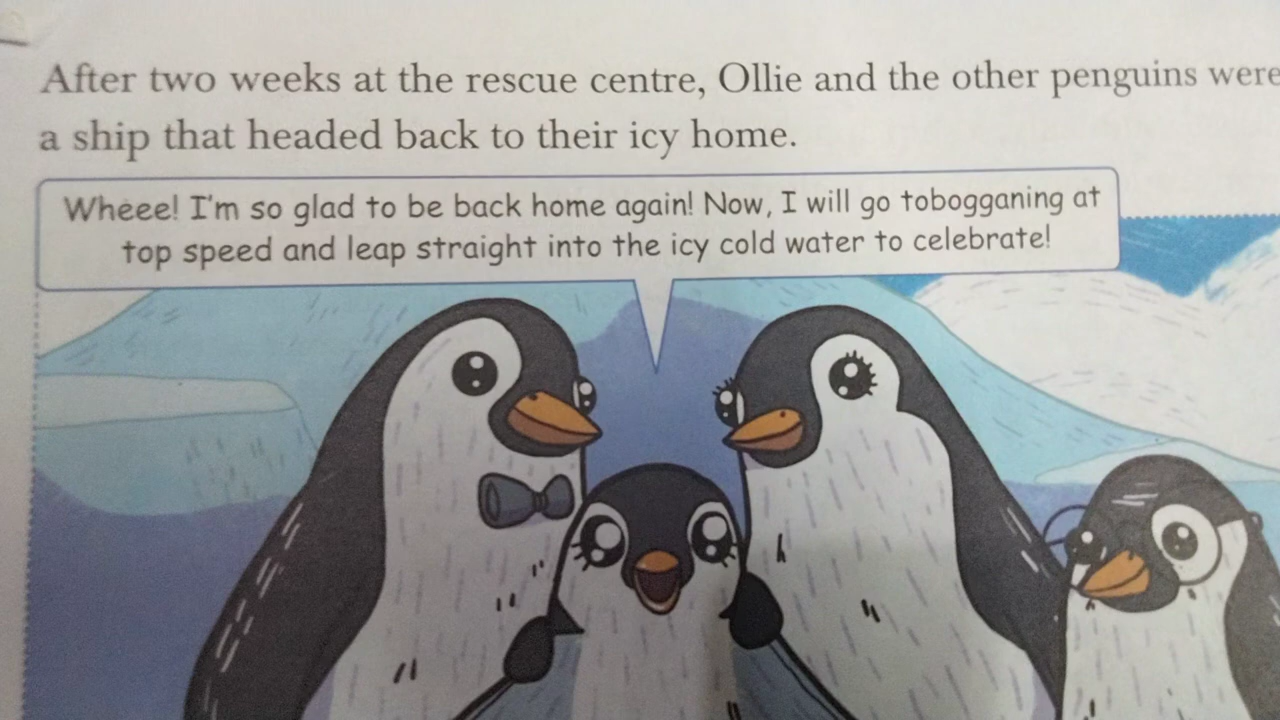 After two weeks at the rescue centre, Ollie and the other penguins were
a ship that headed back to their icy home.
Wheee! I'm so glad to be back home again! Now, I will go tobogganing at
top speed and leap straight into the icy cold water to celebrate!